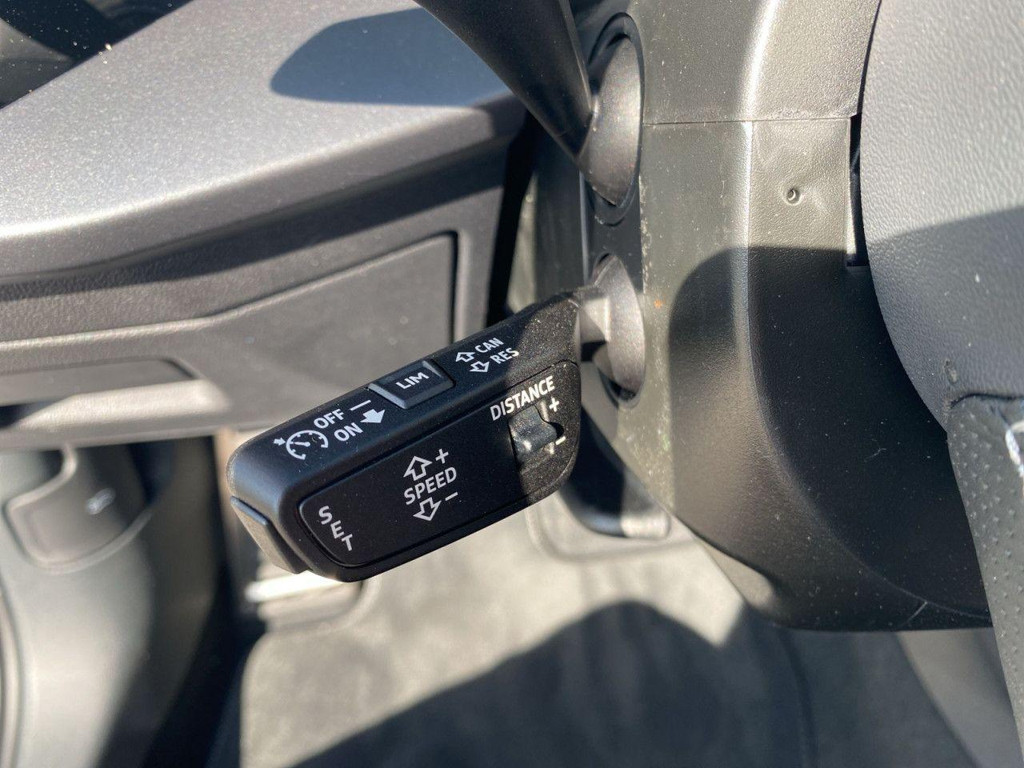 CAN
RES
LIM
OFF
ON
DISTANCE
+
-
+
SPEED
-
SET